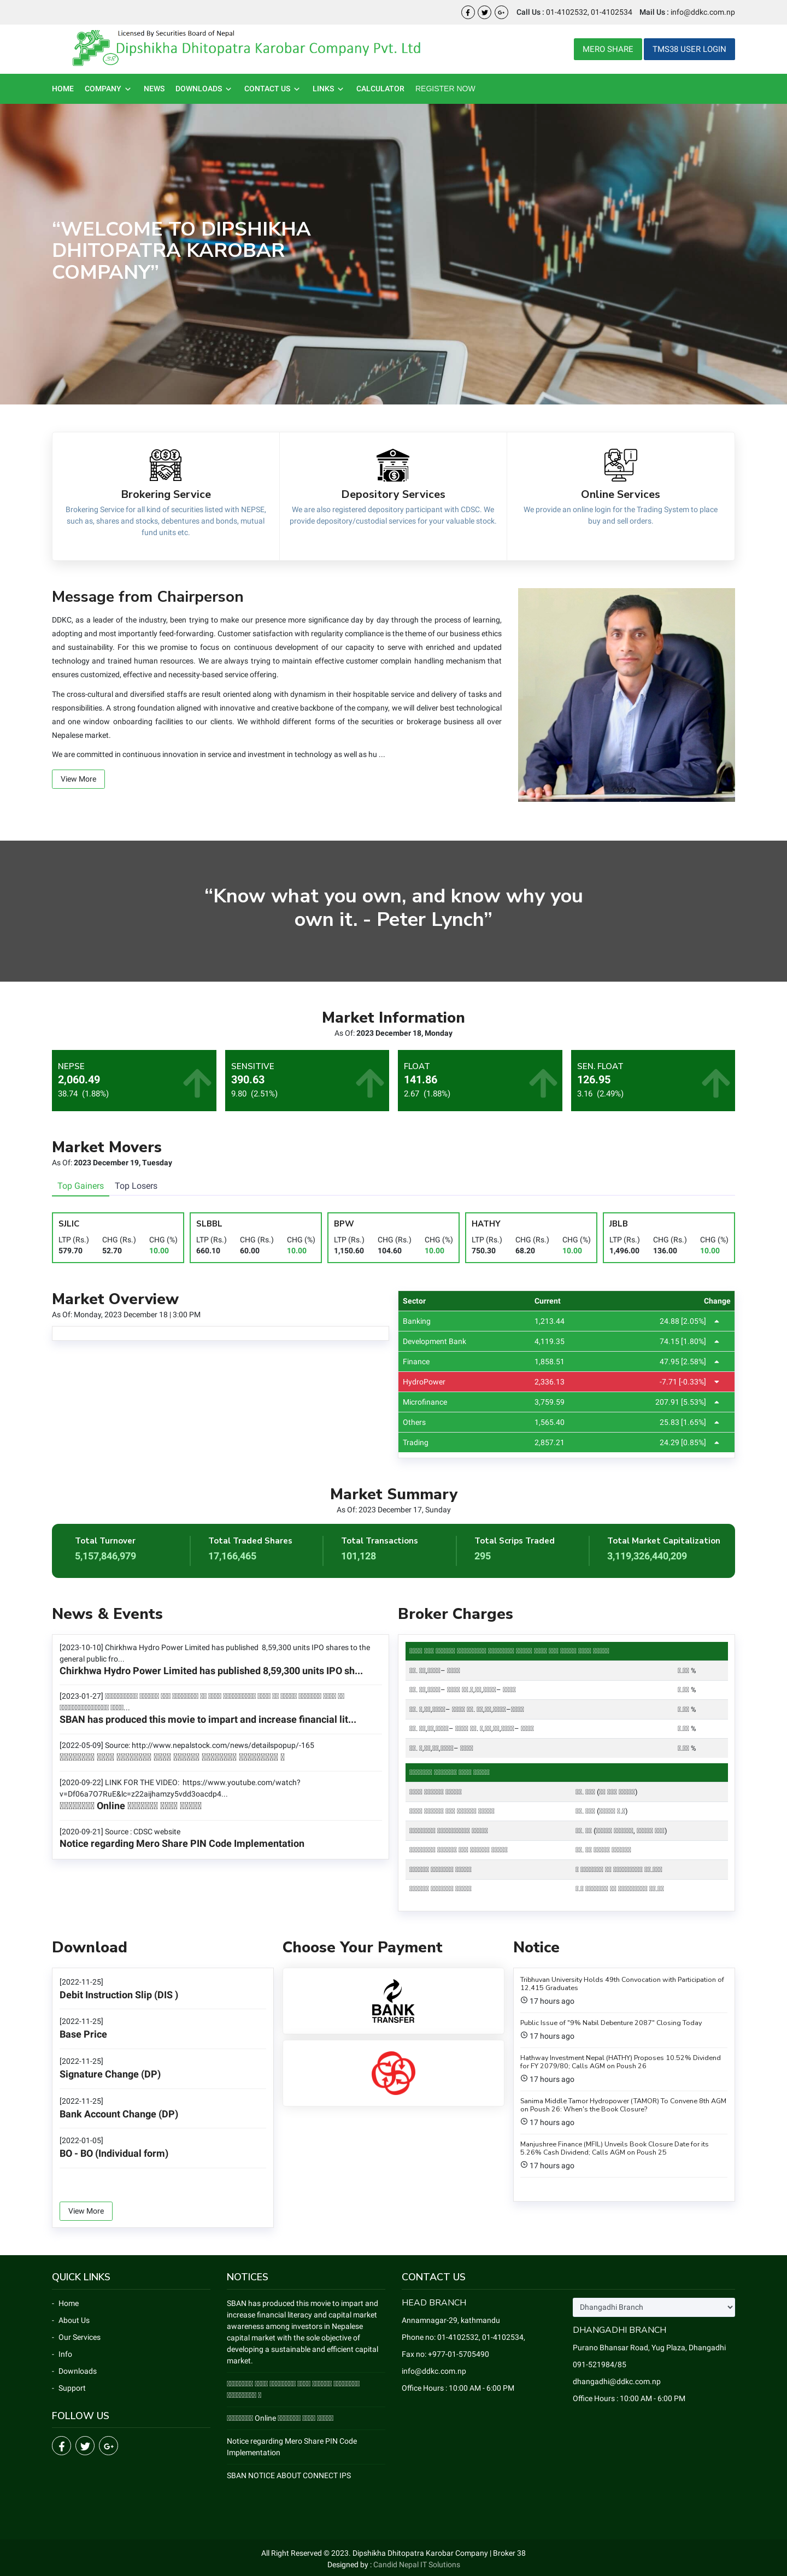 Call Us : 01-4102532, 01-4102534 Mail Us : info@ddkc.com.np
Licensed By Securities Board of Nepal
Dipshikha Dhitopatra Karobar Company Pvt. Ltd
MERO SHARE TMS38 USER LOGIN
HOME COMPANY NEWS DOWNLOADS CONTACT US LINKS CALCULATOR REGISTER NOW
“WELCOME TO DIPSHIKHA
DHITOPATRA KAROBAR
COMPANY”
Brokering Service
Brokering Service for all kind of securities listed with NEPSE,
such as, shares and stocks, debentures and bonds, mutual
fund units etc.
Depository Services
We are also registered depository participant with CDSC. We
provide depository/custodial services for your valuable stock.
Online Services
We provide an online login for the Trading System to place
buy and sell orders.
Message from Chairperson
DDKC, as a leader of the industry, been trying to make our presence more significance day by day through the process of learning,
adopting and most importantly feed-forwarding. Customer satisfaction with regularity compliance is the theme of our business ethics
and sustainability. For this we promise to focus on continuous development of our capacity to serve with enriched and updated
technology and trained human resources. We are always trying to maintain effective customer complain handling mechanism that
ensures customized, effective and necessity-based service offering.
The cross-cultural and diversified staffs are result oriented along with dynamism in their hospitable service and delivery of tasks and
responsibilities. A strong foundation aligned with innovative and creative backbone of the company, we will deliver best technological
and one window onboarding facilities to our clients. We withhold different forms of the securities or brokerage business all over
Nepalese market.
We are committed in continuous innovation in service and investment in technology as well as hu ...
View More
“Know what you own, and know why you
own it. - Peter Lynch”
Market Information
As Of: 2023 December 18, Monday
NEPSE
2,060.49
38.74 (1.88%)
SENSITIVE
390.63
9.80 (2.51%)
FLOAT
141.86
2.67 (1.88%)
SEN. FLOAT
126.95
3.16 (2.49%)
Market Movers
As Of: 2023 December 19, Tuesday
Top Gainers Top Losers
SJLIC
LTP (Rs.) CHG (Rs.) CHG (%)
579.70 52.70 10.00
SLBBL
LTP (Rs.) CHG (Rs.) CHG (%)
660.10 60.00 10.00
BPW
LTP (Rs.) CHG (Rs.) CHG (%)
1,150.60 104.60 10.00
HATHY
LTP (Rs.) CHG (Rs.) CHG (%)
750.30 68.20 10.00
JBLB
LTP (Rs.) CHG (Rs.) CHG (%)
1,496.00 136.00 10.00
Market Overview
As Of: Monday, 2023 December 18 | 3:00 PM
Sector Current Change
Banking 1,213.44 24.88 [2.05%]
Development Bank 4,119.35 74.15 [1.80%]
Finance 1,858.51 47.95 [2.58%]
HydroPower 2,336.13 -7.71 [-0.33%]
Microfinance 3,759.59 207.91 [5.53%]
Others 1,565.40 25.83 [1.65%]
Trading 2,857.21 24.29 [0.85%]
Market Summary
As Of: 2023 December 17, Sunday
Total Turnover
5,157,846,979
Total Traded Shares
17,166,465
Total Transactions
101,128
Total Scrips Traded
295
Total Market Capitalization
3,119,326,440,209
News & Events
[2023-10-10] Chirkhwa Hydro Power Limited has published 8,59,300 units IPO shares to the
general public fro...
Chirkhwa Hydro Power Limited has published 8,59,300 units IPO sh...
[2023-01-27]
SBAN has produced this movie to impart and increase financial lit...
[2022-05-09] Source: http://www.nepalstock.com/news/detailspopup/-165
[2020-09-22] LINK FOR THE VIDEO: https://www.youtube.com/watch?
v=Df06a7O7RuE&lc=z22aijhamzy5vdd3oacdp4...
Online
[2020-09-21] Source : CDSC website
Notice regarding Mero Share PIN Code Implementation
Broker Charges
Download
[2022-11-25]
Debit Instruction Slip (DIS )
[2022-11-25]
Base Price
[2022-11-25]
Signature Change (DP)
[2022-11-25]
Bank Account Change (DP)
[2022-01-05]
BO - BO (Individual form)
View More
Choose Your Payment
BANK
TRANSFER
Notice
Tribhuvan University Holds 49th Convocation with Participation of
12,415 Graduates
17 hours ago
Public Issue of "9% Nabil Debenture 2087" Closing Today
17 hours ago
Hathway Investment Nepal (HATHY) Proposes 10.52% Dividend
for FY 2079/80; Calls AGM on Poush 26
17 hours ago
Sanima Middle Tamor Hydropower (TAMOR) To Convene 8th AGM
on Poush 26: When's the Book Closure?
17 hours ago
Manjushree Finance (MFIL) Unveils Book Closure Date for its
5.26% Cash Dividend; Calls AGM on Poush 25
17 hours ago
QUICK LINKS
- Home
- About Us
- Our Services
- Info
- Downloads
- Support
FOLLOW US
NOTICES
SBAN has produced this movie to impart and
increase financial literacy and capital market
awareness among investors in Nepalese
capital market with the sole objective of
developing a sustainable and efficient capital
market.
Online
Notice regarding Mero Share PIN Code
Implementation
SBAN NOTICE ABOUT CONNECT IPS
CONTACT US
HEAD BRANCH
Annamnagar-29, kathmandu
Phone no: 01-4102532, 01-4102534,
Fax no: +977-01-5705490
info@ddkc.com.np
Office Hours : 10:00 AM - 6:00 PM
Dhangadhi Branch
DHANGADHI BRANCH
Purano Bhansar Road, Yug Plaza, Dhangadhi
091-521984/85
dhangadhi@ddkc.com.np
Office Hours : 10:00 AM - 6:00 PM
All Right Reserved © 2023. Dipshikha Dhitopatra Karobar Company | Broker 38
Designed by : Candid Nepal IT Solutions